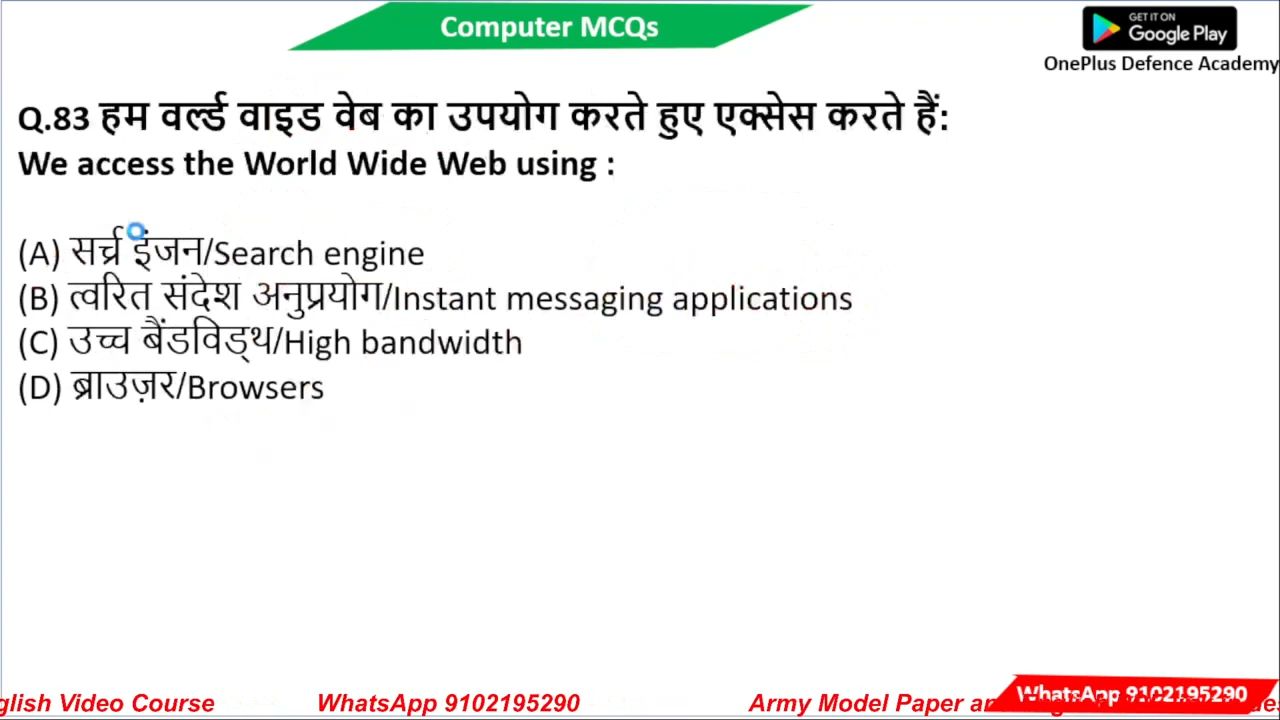 Computer MCQs
GET IT ON
Google Play
OnePlus Defence Academy
Q.83 हम वर्ल्ड वाइड वेब का उपयोग करते हुए एक्सेस करते हैं:
We access the World Wide Web using :
(A) सर्च इंजन/Search engine
(B) त्वरित संदेश अनुप्रयोग/Instant messaging applications
(C) उच्च बैंडविड्थ/High bandwidth
(D) ब्राउज़र/Browsers
WhatsApp 9102195290
glish Video Course WhatsApp 9102195290 Army Model Paper